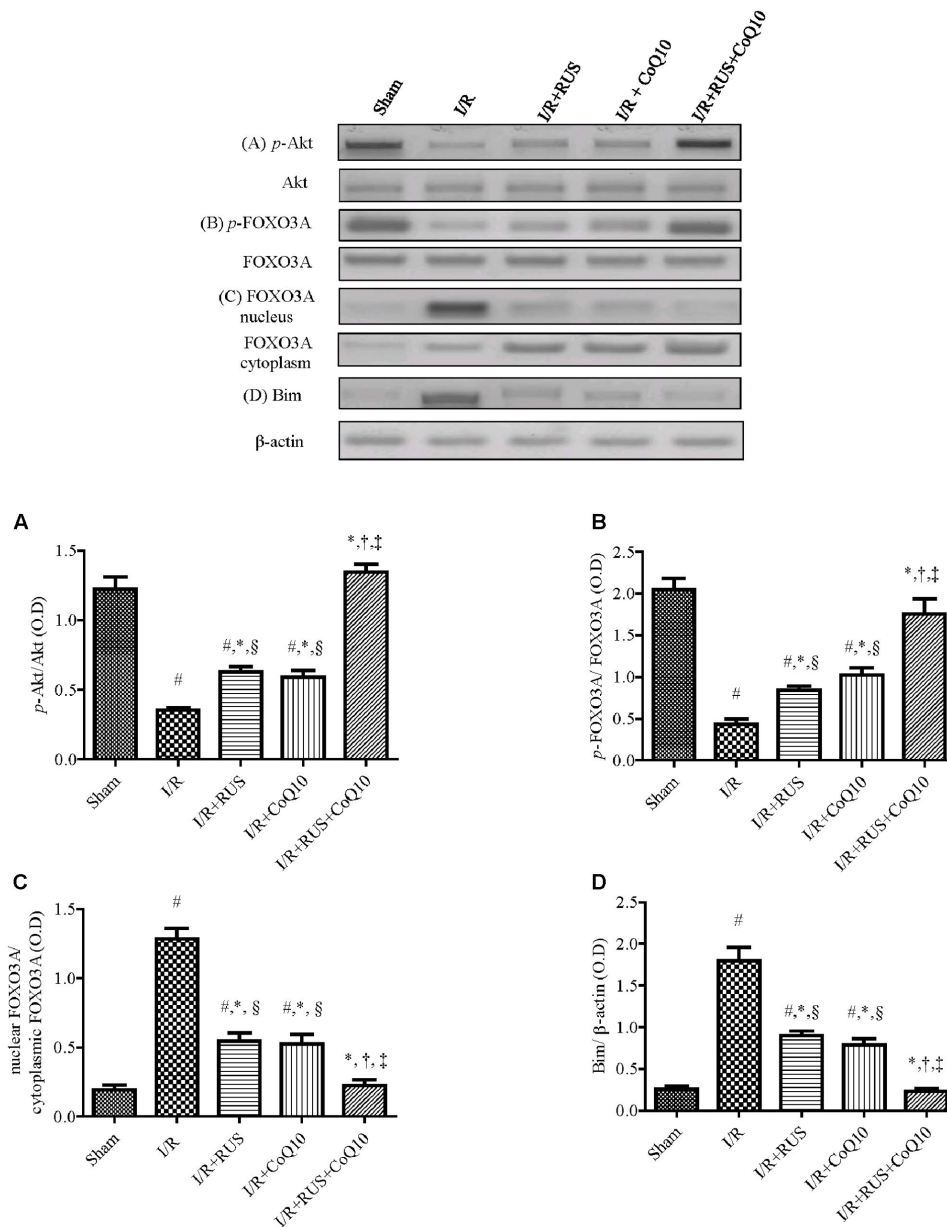 Sham
I/R
I/R+RUS
I/R + CoQ10
I/R+RUS+CoQ10
(A) p-Akt
Akt
(B) p-FOXO3A
FOXO3A
(C) FOXO3A
nucleus
FOXO3A
cytoplasm
(D) Bim
β-actin
A
p-Akt/Akt (O.D)
1.5
1.0
0.5
0.0
#
#,*,§
#,*,§
*,†,‡
Sham
I/R
I/R+RUS
I/R+CoQ10
I/R+RUS+CoQ10
B
p-FOXO3A/ FOXO3A (O.D)
2.5
2.0
1.5
1.0
0.5
0.0
#
#,*,§
#,*,§
*,†,‡
Sham
I/R
I/R+RUS
I/R+CoQ10
I/R+RUS+CoQ10
C
nuclear FOXO3A/
cytoplasmic FOXO3A (O.D)
1.5
1.0
0.5
0.0
#
#,*, §
#,*, §
*, †, ‡
Sham
I/R
I/R+RUS
I/R+CoQ10
I/R+RUS+CoQ10
D
Bim/ β-actin (O.D)
2.5
2.0
1.5
1.0
0.5
0.0
#
#,*,§
#,*,§
*,†,‡
Sham
I/R
I/R+RUS
I/R+CoQ10
I/R+RUS+CoQ10